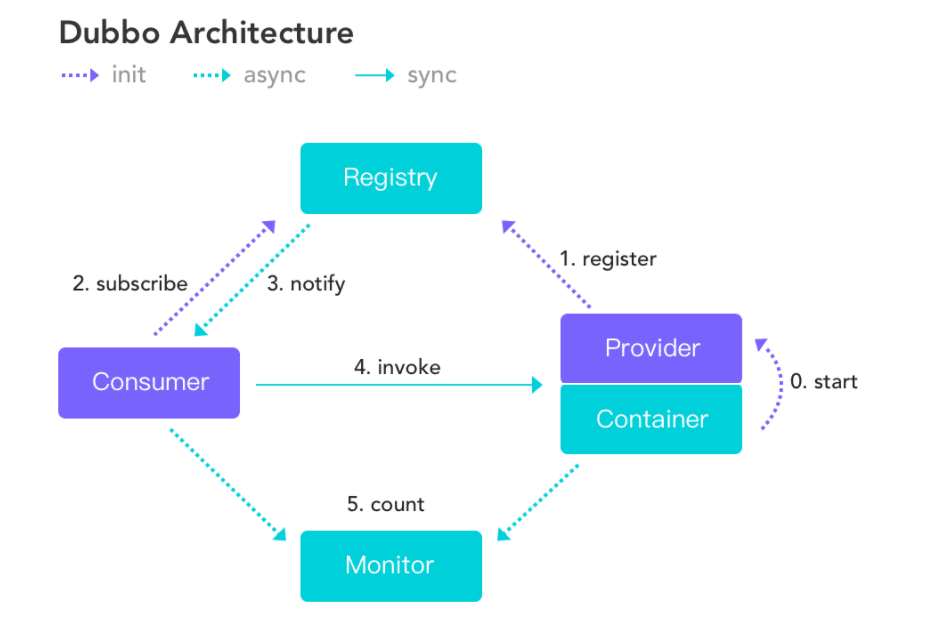 Dubbo Architecture
init async sync
Registry
1. register
2. subscribe 3. notify
Provider
4. invoke
Consumer
0. start
Container
5. count
Monitor